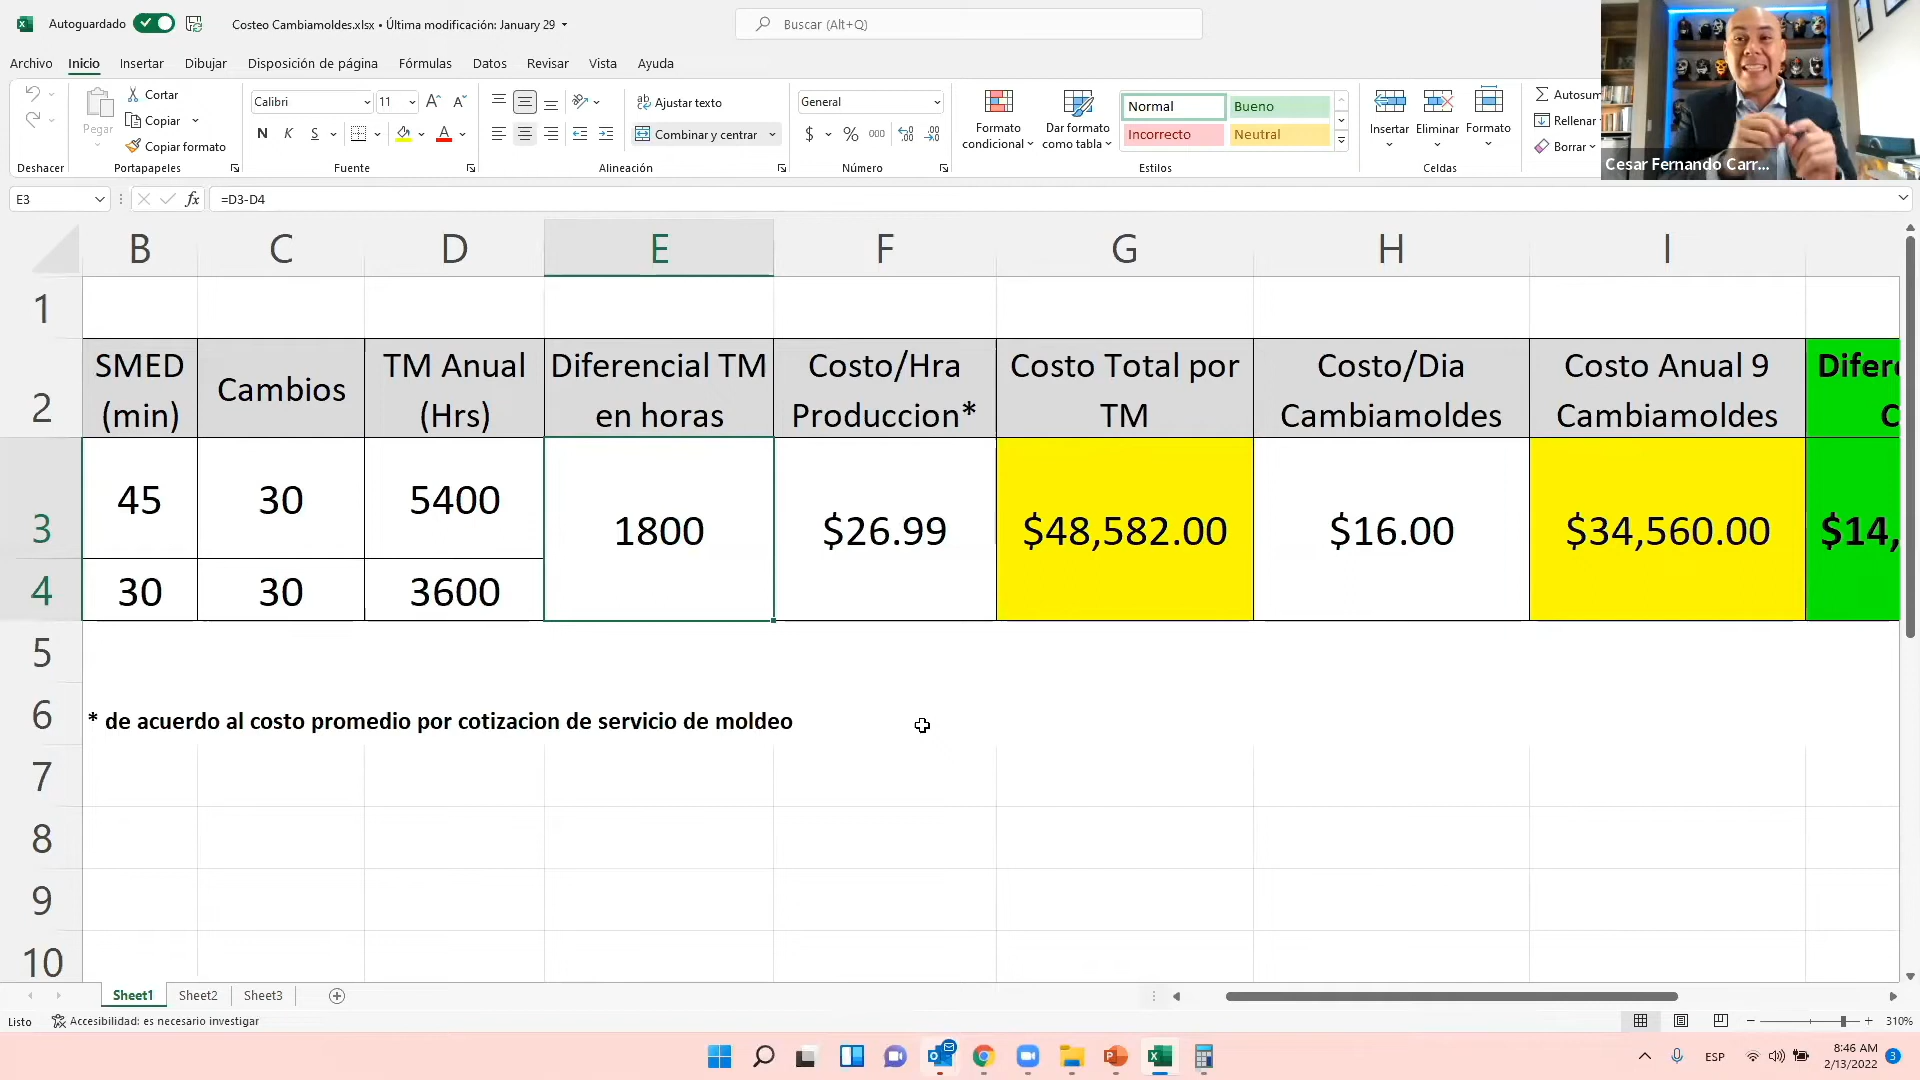 Autoguardado
Costeo Cambiamoldes.xlsx • Última modificación: January 29
Buscar (Alt+Q)
Archivo Inicio Insertar Dibujar Disposición de página Fórmulas Datos Revisar Vista Ayuda
Pegar
Cortar
Copiar
Copiar formato
Calibri 11
N K S
Ajustar texto
Combinar y centrar
General
$ % 000
Formato condicional
Dar formato como tabla
Normal Bueno
Incorrecto Neutral
Insertar Eliminar Formato
Autosum
Rellenar
Borrar
Deshacer Portapapeles Fuente Alineación Número Estilos Celdas
Cesar Fernando Carr...
E3 fx =D3-D4
B C D E F G H I
1
2
SMED (min)
Cambios
TM Anual (Hrs)
Diferencial TM en horas
Costo/Hra Produccion*
Costo Total por TM
Costo/Dia Cambiamoldes
Costo Anual 9 Cambiamoldes
3 45 30 5400 1800 $26.99 $48,582.00 $16.00 $34,560.00 $14,
4 30 30 3600
5
6 * de acuerdo al costo promedio por cotizacion de servicio de moldeo
7
8
9
10
Sheet1 Sheet2 Sheet3
Listo Accesibilidad: es necesario investigar 310%
ESP 8:46 AM
2/13/2022 3